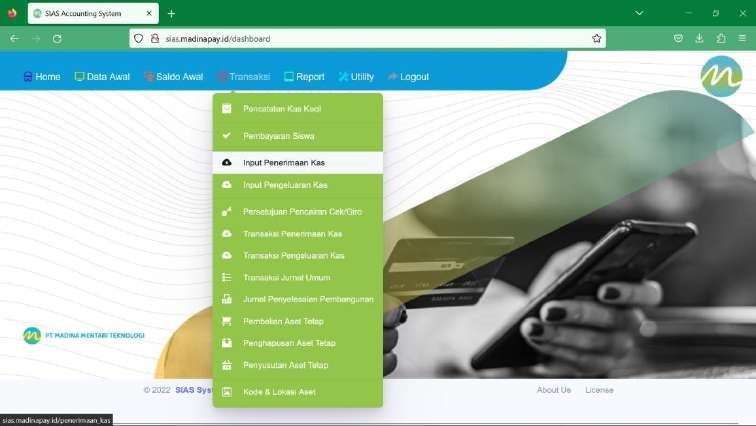 SIAS Accounting System
sias.madinapay.id/dashboard
Home Data Awal Saldo Awal Transaksi Report Utility Logout
Pencatatan Kas Kecil
Pembayaran Siswa
Input Penerimaan Kas
Input Pengeluaran Kas
Persetujuan Pencairan Cek/Giro
Transaksi Penerimaan Kas
Transaksi Pengeluaran Kas
Transaksi Jurnal Umum
Jurnal Penyelesaian Pembangunan
Pembelian Aset Tetap
Penghapusan Aset Tetap
Penyusutan Aset Tetap
Kode & Lokasi Aset
PT MADINA MENTARI TEKNOLOGI
© 2022 SIAS Sys
About Us License
sias.madinapay.id/penerimaan_kas